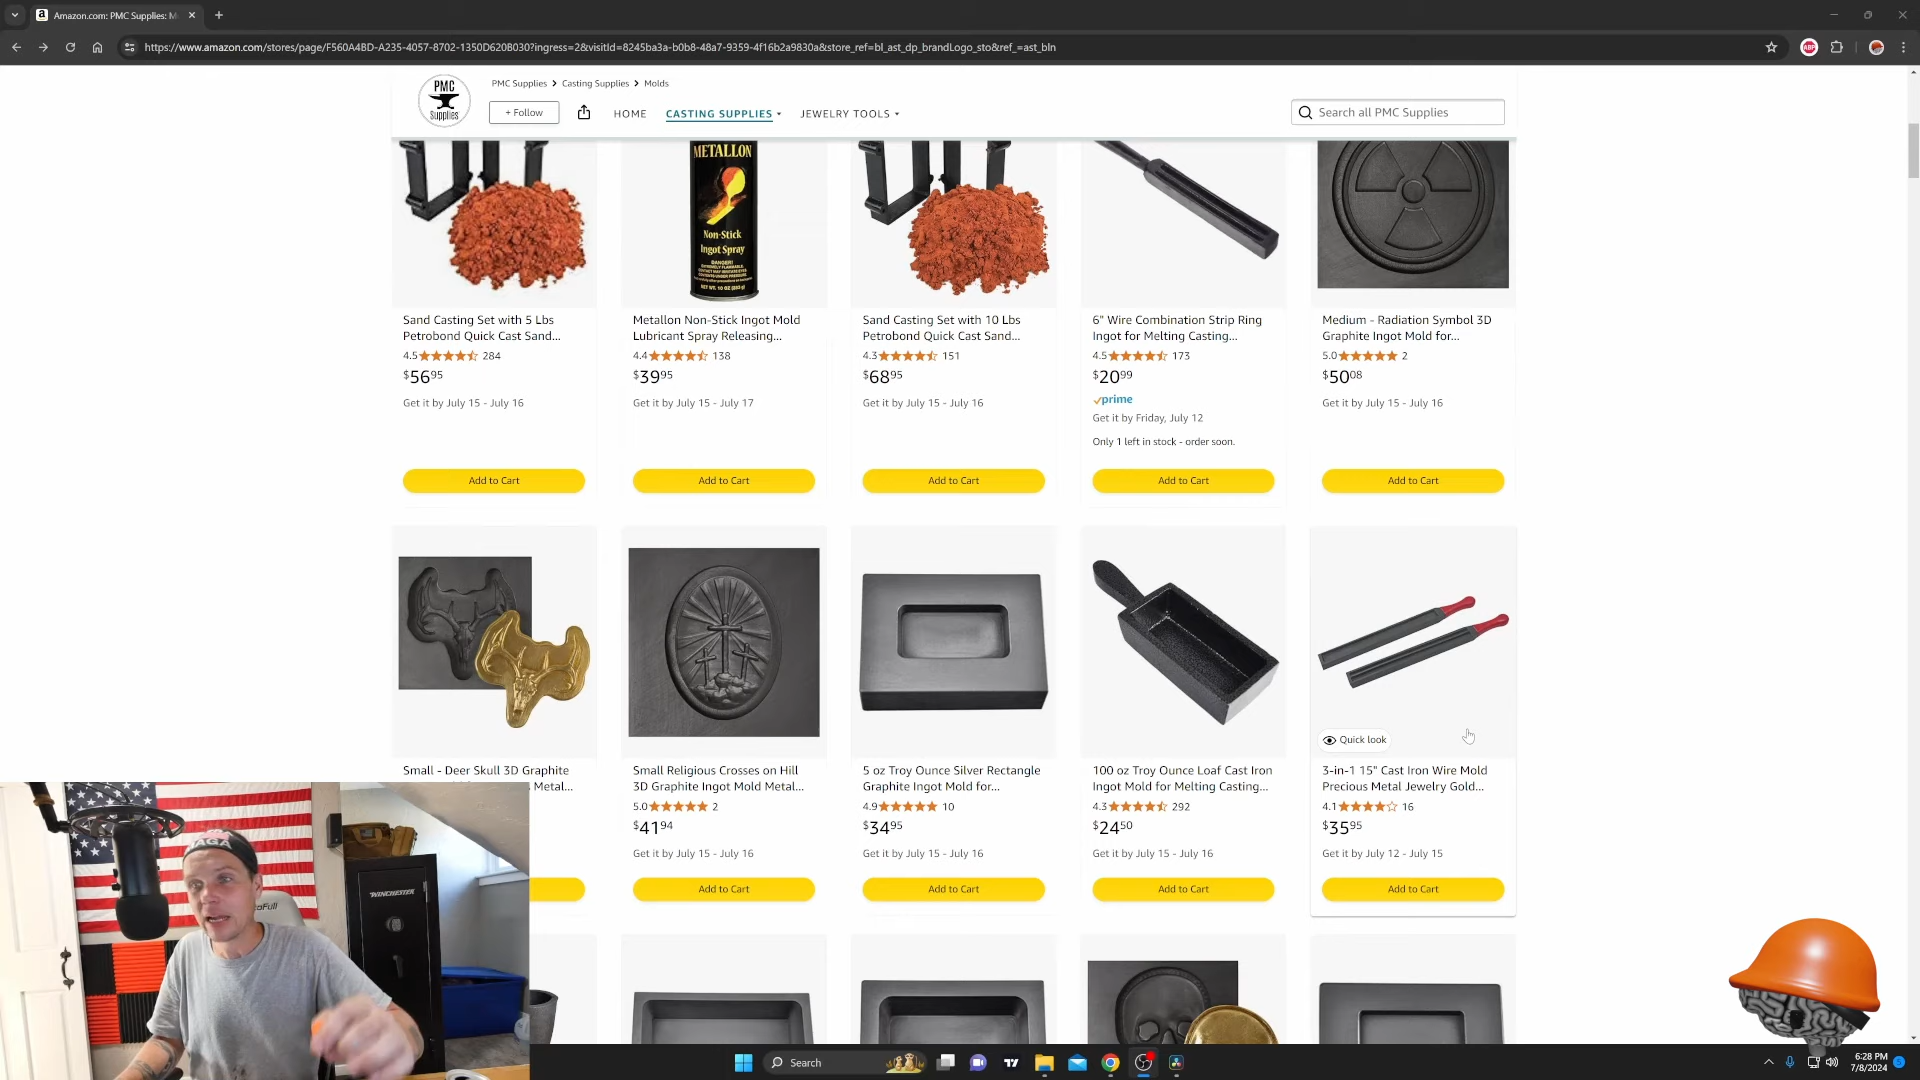 Amazon.com: PMC Supplies: M
https://www.amazon.com/stores/page/F560A4BD-A235-4057-8702-1350D620B030?ingress=2&visitId=8245ba3a-b0b8-48a7-9359-4f16b2a9830a&store_ref=bl_ast_dp_brandLogo_sto&ref_=ast_bln
ABP
PMC
Supplies
PMC Supplies > Casting Supplies > Molds
+ Follow
HOME
CASTING SUPPLIES
JEWELRY TOOLS
Search all PMC Supplies
METALLON
Non-Stick
Ingot Spray
DANGER!
NET WT. 10 OZ (283 g)
Sand Casting Set with 5 Lbs
Petrobond Quick Cast Sand...
4.5 284
$56 95
Get it by July 15 - July 16
Add to Cart
Metallon Non-Stick Ingot Mold
Lubricant Spray Releasing...
4.4 138
$39 95
Get it by July 15 - July 17
Add to Cart
Sand Casting Set with 10 Lbs
Petrobond Quick Cast Sand...
4.3 151
$68 95
Get it by July 15 - July 16
Add to Cart
6" Wire Combination Strip Ring
Ingot for Melting Casting...
4.5 173
$20 99
prime
Get it by Friday, July 12
Only 1 left in stock - order soon.
Add to Cart
Medium - Radiation Symbol 3D
Graphite Ingot Mold for...
5.0 2
$50 08
Get it by July 15 - July 16
Add to Cart
Small - Deer Skull 3D Graphite
Metal...
Small Religious Crosses on Hill
3D Graphite Ingot Mold Metal...
5.0 2
$41 94
Get it by July 15 - July 16
Add to Cart
5 oz Troy Ounce Silver Rectangle
Graphite Ingot Mold for...
4.9 10
$34 95
Get it by July 15 - July 16
Add to Cart
100 oz Troy Ounce Loaf Cast Iron
Ingot Mold for Melting Casting...
4.3 292
$24 50
Get it by July 15 - July 16
Add to Cart
Quick look
3-in-1 15" Cast Iron Wire Mold
Precious Metal Jewelry Gold...
4.1 16
$35 95
Get it by July 12 - July 15
Add to Cart
WINCHESTER
Search
6:28 PM
7/8/2024